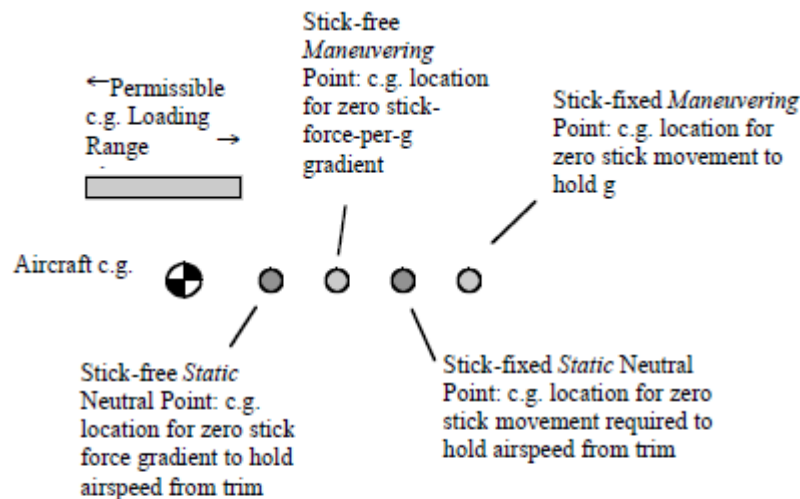 Stick-free
Maneuvering
Point: c.g. location
for zero stick-
force-per-g
gradient
←Permissible
c.g. Loading
Range →
Stick-fixed Maneuvering
Point: c.g. location for
zero stick movement to
hold g
Aircraft c.g.
Stick-free Static
Neutral Point: c.g.
location for zero stick
force gradient to hold
airspeed from trim
Stick-fixed Static Neutral
Point: c.g. location for zero
stick movement required to
hold airspeed from trim